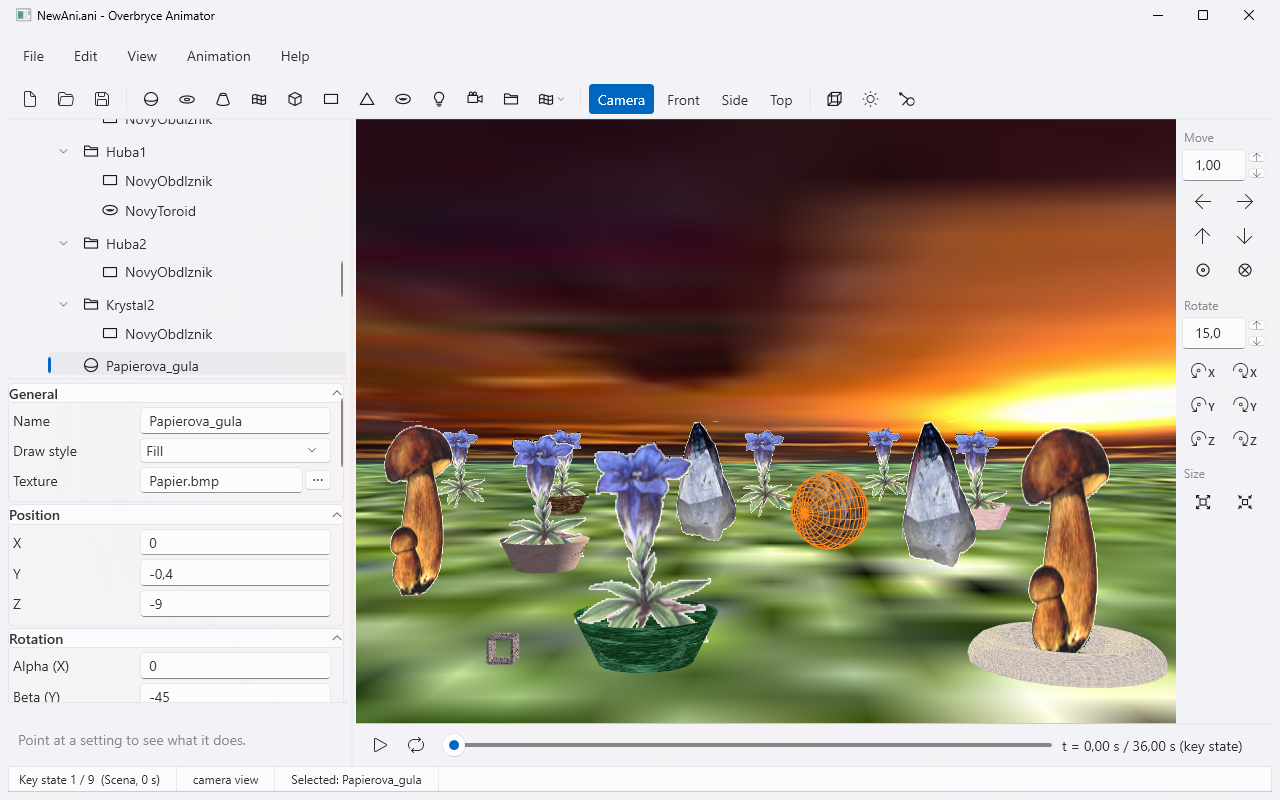 NewAni.ani - Overbryce Animator
File Edit View Animation Help
Camera Front Side Top
NovyObdlznik
Huba1
NovyObdlznik
NovyToroid
Huba2
NovyObdlznik
Krystal2
NovyObdlznik
Papierova_gula
General
Name Papierova_gula
Draw style Fill
Texture Papier.bmp ...
Position
X 0
Y -0,4
Z -9
Rotation
Alpha (X) 0
Beta (Y) -45
Point at a setting to see what it does.
Move
1,00
Rotate
15,0
X X
Y Y
Z Z
Size
t = 0,00 s / 36,00 s (key state)
Key state 1 / 9 (Scena, 0 s) camera view Selected: Papierova_gula